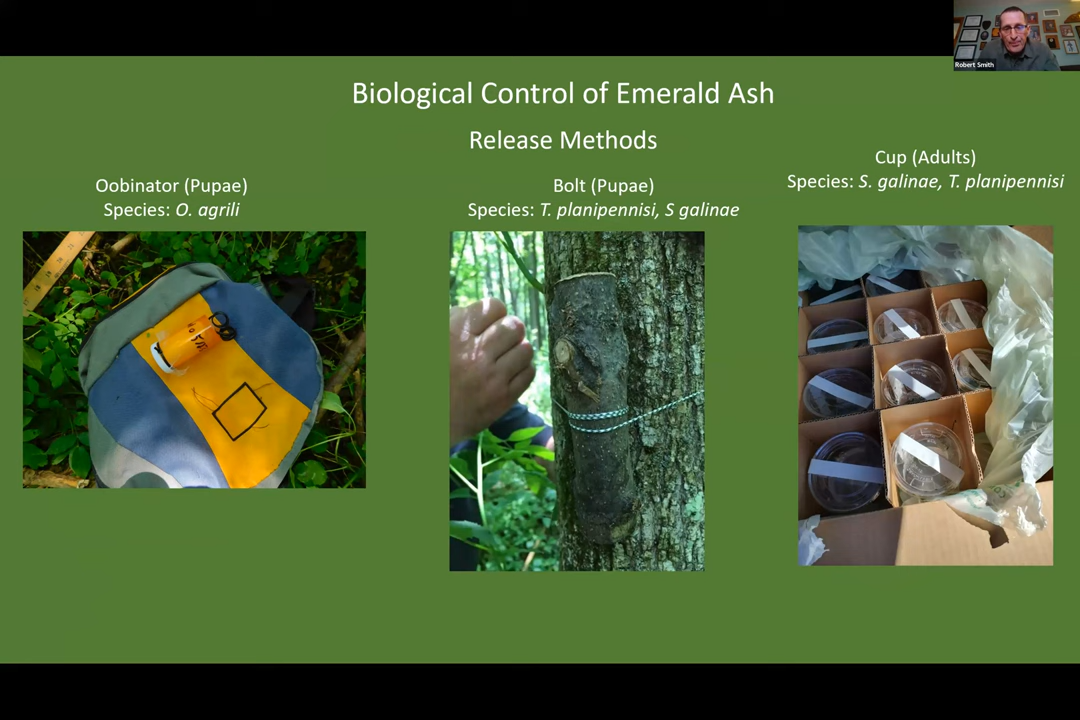 Robert Smith
Biological Control of Emerald Ash
Release Methods
Oobinator (Pupae)
Species: O. agrili
Bolt (Pupae)
Species: T. planipennisi, S galinae
Cup (Adults)
Species: S. galinae, T. planipennisi